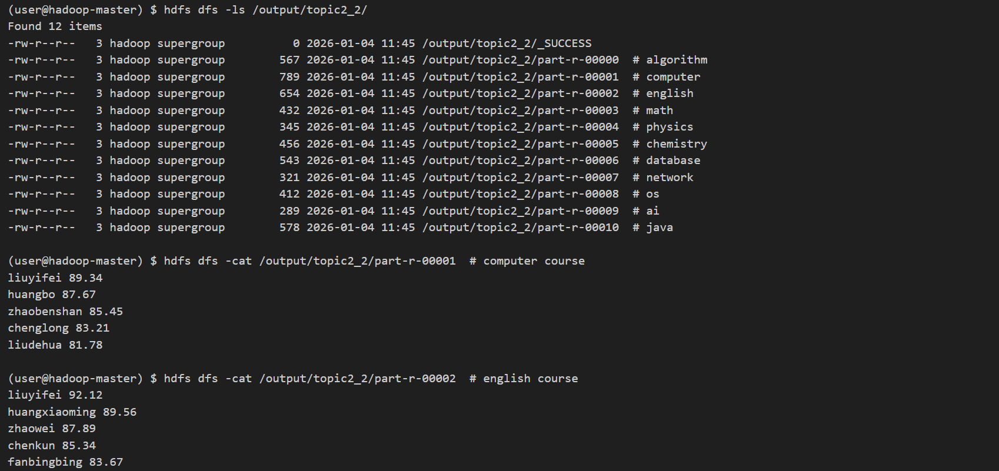 (user@hadoop-master) $ hdfs dfs -ls /output/topic2_2/
Found 12 items
-rw-r--r--   3 hadoop supergroup          0 2026-01-04 11:45 /output/topic2_2/_SUCCESS
-rw-r--r--   3 hadoop supergroup        567 2026-01-04 11:45 /output/topic2_2/part-r-00000  # algorithm
-rw-r--r--   3 hadoop supergroup        789 2026-01-04 11:45 /output/topic2_2/part-r-00001  # computer
-rw-r--r--   3 hadoop supergroup        654 2026-01-04 11:45 /output/topic2_2/part-r-00002  # english
-rw-r--r--   3 hadoop supergroup        432 2026-01-04 11:45 /output/topic2_2/part-r-00003  # math
-rw-r--r--   3 hadoop supergroup        345 2026-01-04 11:45 /output/topic2_2/part-r-00004  # physics
-rw-r--r--   3 hadoop supergroup        456 2026-01-04 11:45 /output/topic2_2/part-r-00005  # chemistry
-rw-r--r--   3 hadoop supergroup        543 2026-01-04 11:45 /output/topic2_2/part-r-00006  # database
-rw-r--r--   3 hadoop supergroup        321 2026-01-04 11:45 /output/topic2_2/part-r-00007  # network
-rw-r--r--   3 hadoop supergroup        412 2026-01-04 11:45 /output/topic2_2/part-r-00008  # os
-rw-r--r--   3 hadoop supergroup        289 2026-01-04 11:45 /output/topic2_2/part-r-00009  # ai
-rw-r--r--   3 hadoop supergroup        578 2026-01-04 11:45 /output/topic2_2/part-r-00010  # java
(user@hadoop-master) $ hdfs dfs -cat /output/topic2_2/part-r-00001  # computer course
liuyifei 89.34
huangbo 87.67
zhaobenshan 85.45
chenglong 83.21
liudehua 81.78
(user@hadoop-master) $ hdfs dfs -cat /output/topic2_2/part-r-00002  # english course
liuyifei 92.12
huangxiaoming 89.56
zhaowei 87.89
chenkun 85.34
fanbingbing 83.67